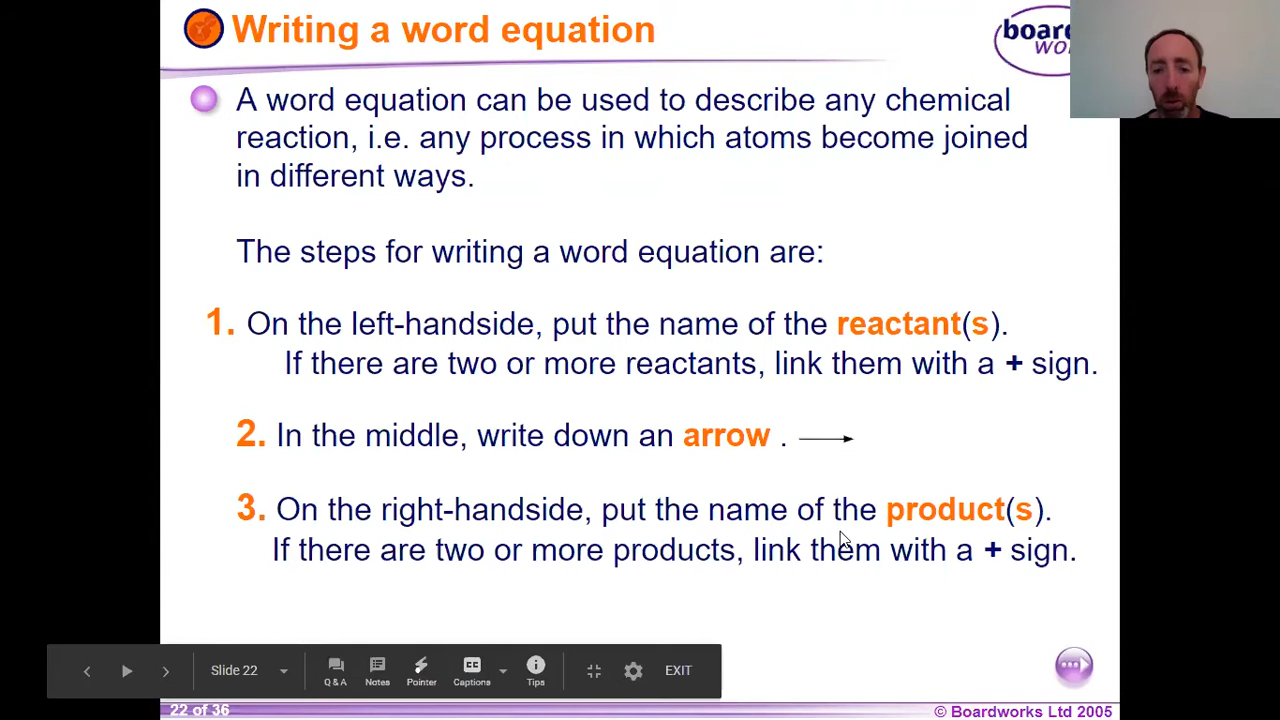 Writing a word equation
board
wo
A word equation can be used to describe any chemical
reaction, i.e. any process in which atoms become joined
in different ways.
The steps for writing a word equation are:
1. On the left-handside, put the name of the reactant(s).
If there are two or more reactants, link them with a + sign.
2. In the middle, write down an arrow .
3. On the right-handside, put the name of the product(s).
If there are two or more products, link them with a + sign.
Slide 22
Q & A
Notes
Pointer
CC
Captions
Tips
EXIT
22 of 36
© Boardworks Ltd 2005